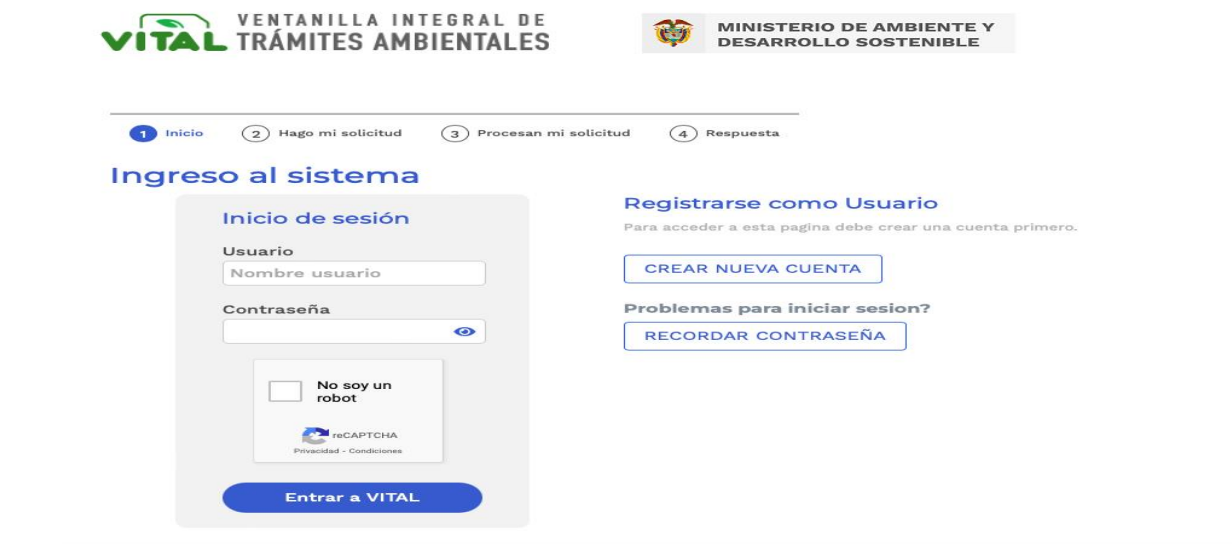 VITAL
VENTANILLA INTEGRAL DE
TRÁMITES AMBIENTALES
MINISTERIO DE AMBIENTE Y
DESARROLLO SOSTENIBLE
1 Inicio 2 Hago mi solicitud 3 Procesan mi solicitud 4 Respuesta
Ingreso al sistema
Inicio de sesión
Usuario
Nombre usuario
Contraseña
No soy un
robot
reCAPTCHA
Privacidad - Condiciones
Entrar a VITAL
Registrarse como Usuario
Para acceder a esta pagina debe crear una cuenta primero.
CREAR NUEVA CUENTA
Problemas para iniciar sesion?
RECORDAR CONTRASEÑA